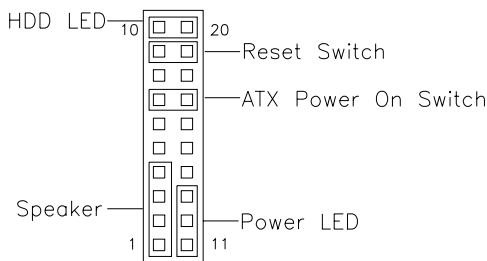 HDD LED
10 20
Reset Switch
ATX Power On Switch
Speaker
Power LED
1 11